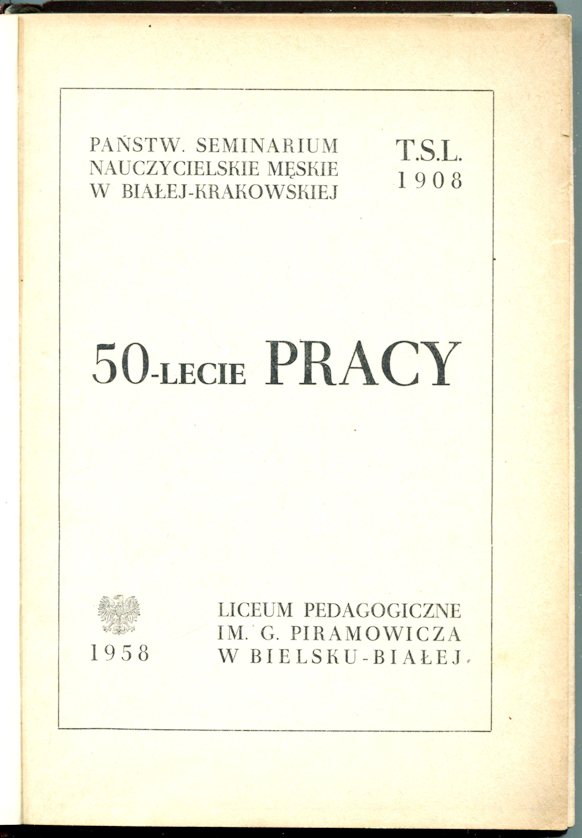 PAŃSTW. SEMINARIUM
NAUCZYCIELSKIE MĘSKIE
W BIAŁEJ-KRAKOWSKIEJ
T.S.L.
1908
50-LECIE PRACY
1958
LICEUM PEDAGOGICZNE
IM. G. PIRAMOWICZA
W BIELSKU-BIAŁEJ